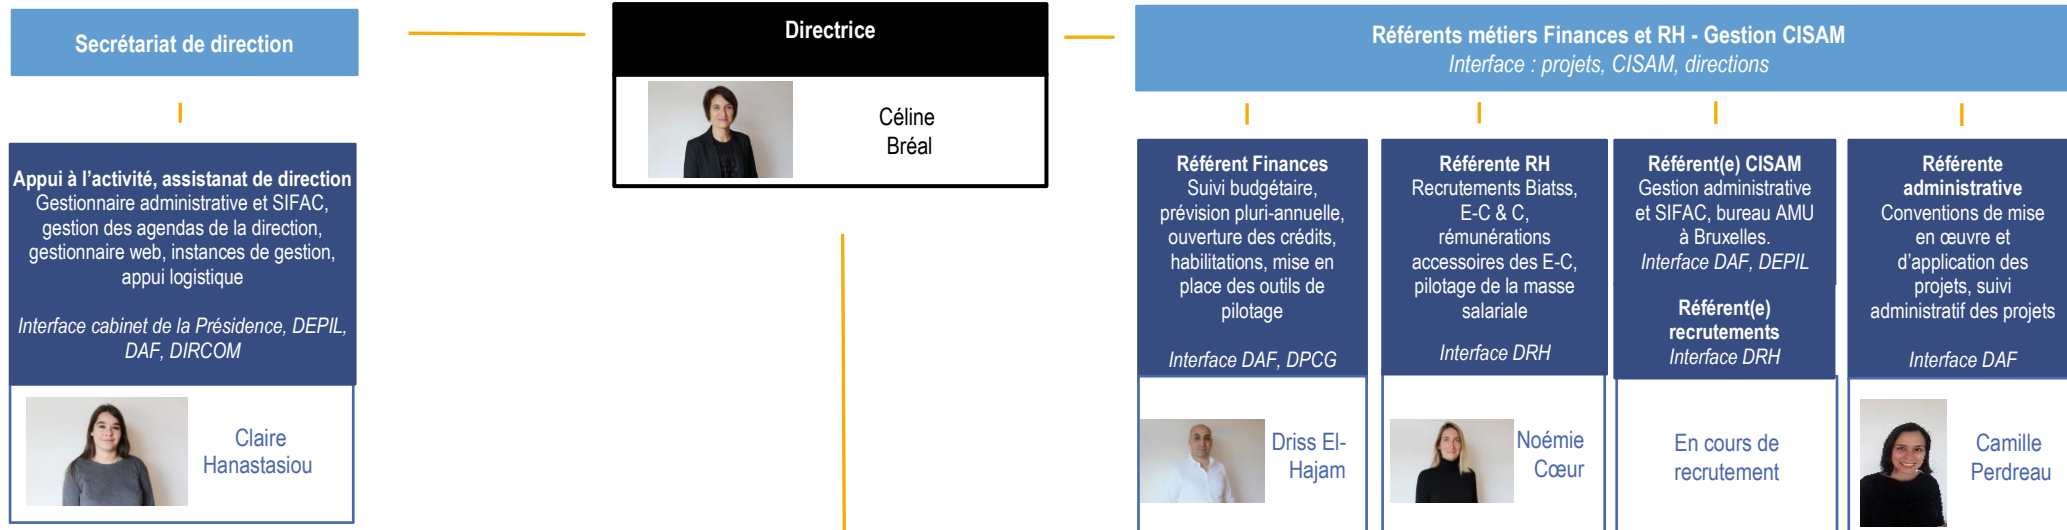 Secrétariat de direction
Appui à l'activité, assistanat de direction
Gestionnaire administrative et SIFAC,
gestion des agendas de la direction,
gestionnaire web, instances de gestion,
appui logistique
Interface cabinet de la Présidence, DEPIL,
DAF, DIRCOM
Claire
Hanastasiou
Directrice
Céline
Bréal
Référents métiers Finances et RH - Gestion CISAM
Interface : projets, CISAM, directions
Référent Finances
Suivi budgétaire,
prévision pluri-annuelle,
ouverture des crédits,
habilitations, mise en
place des outils de
pilotage
Interface DAF, DPCG
Driss El-
Hajam
Référente RH
Recrutements Biatss,
E-C & C,
rémunérations
accessoires des E-C,
pilotage de la masse
salariale
Interface DRH
Noémie
Cœur
Référent(e) CISAM
Gestion administrative
et SIFAC, bureau AMU
à Bruxelles.
Interface DAF, DEPIL
Référent(e)
recrutements
Interface DRH
En cours de
recrutement
Référente
administrative
Conventions de mise
en œuvre et
d'application des
projets, suivi
administratif des projets
Interface DAF
Camille
Perdreau